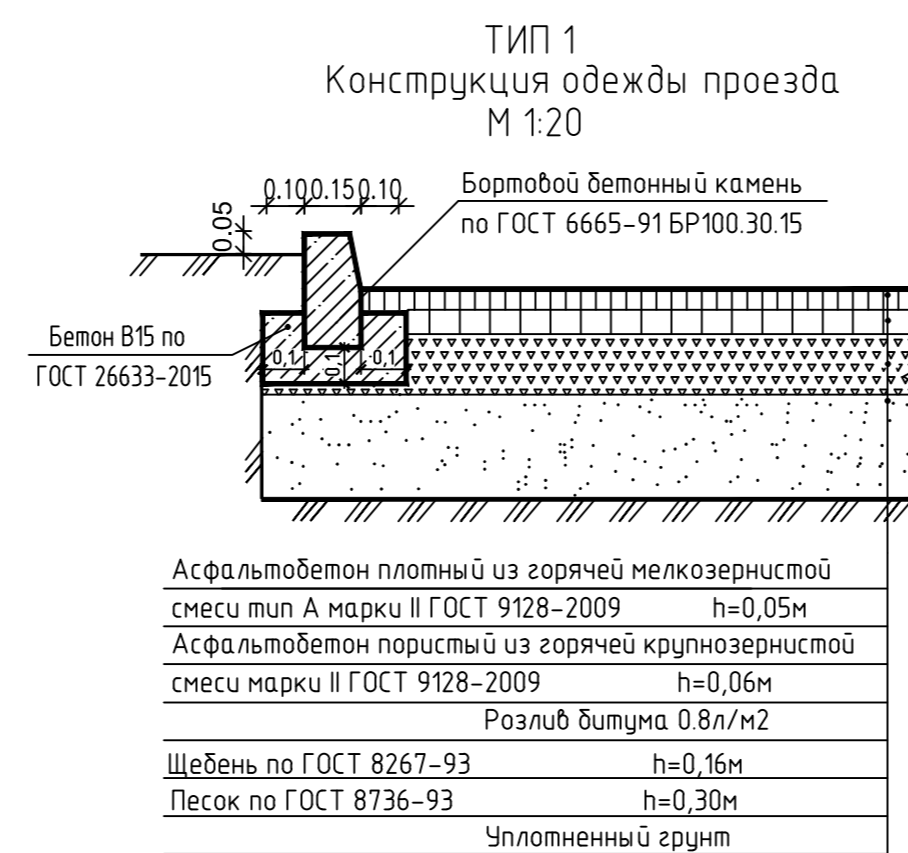 ТИП 1
Конструкция одежды проезда
М 1:20
0.10 0.15 0.10
0.05
Бортовой бетонный камень
по ГОСТ 6665-91 БР100.30.15
Бетон В15 по
ГОСТ 26633-2015
0.1 0.1 0.1
Асфальтобетон плотный из горячей мелкозернистой
смеси тип А марки II ГОСТ 9128-2009 h=0,05м
Асфальтобетон пористый из горячей крупнозернистой
смеси марки II ГОСТ 9128-2009 h=0,06м
Розлив битума 0.8л/м2
Щебень по ГОСТ 8267-93 h=0,16м
Песок по ГОСТ 8736-93 h=0,30м
Уплотненный грунт